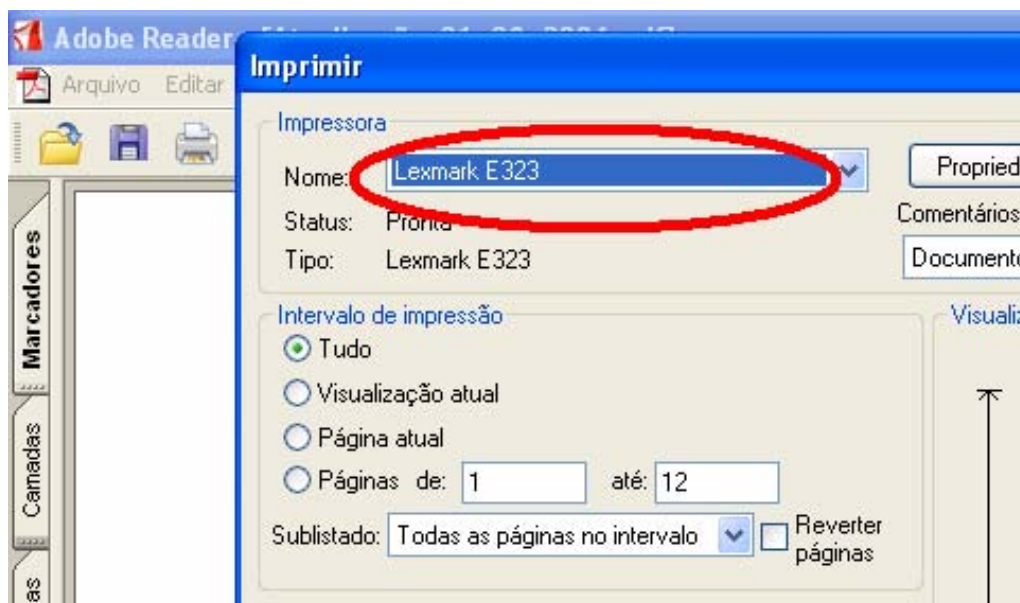 Adobe Reader
Arquivo Editar
Imprimir
Impressora
Nome: Lexmark E323
Propried
Status: Pronta
Comentários
Tipo: Lexmark E323
Documento
Intervalo de impressão
Visualiz
Tudo
Visualização atual
Página atual
Páginas de: 1 até: 12
Sublistado: Todas as páginas no intervalo
Reverter
páginas
Marcadores
Camadas
as